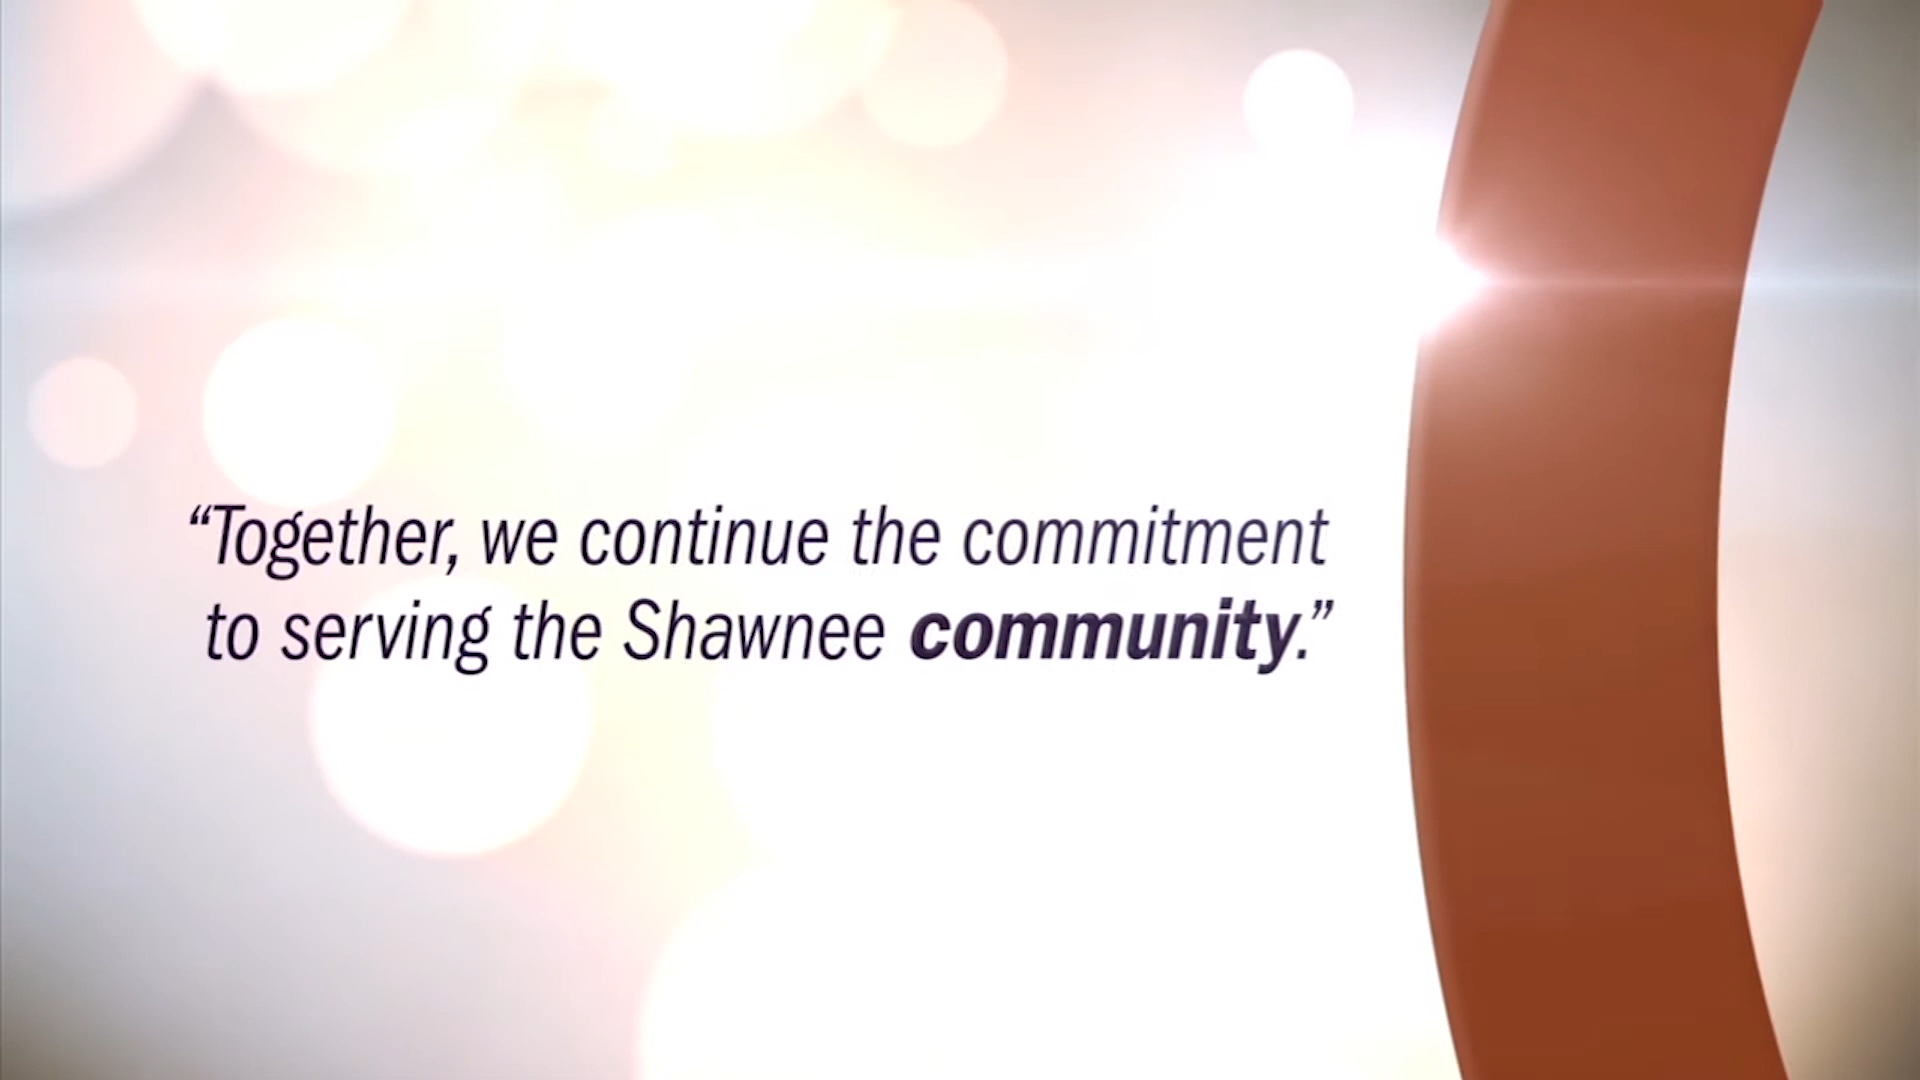 “Together, we continue the commitment
to serving the Shawnee community.”